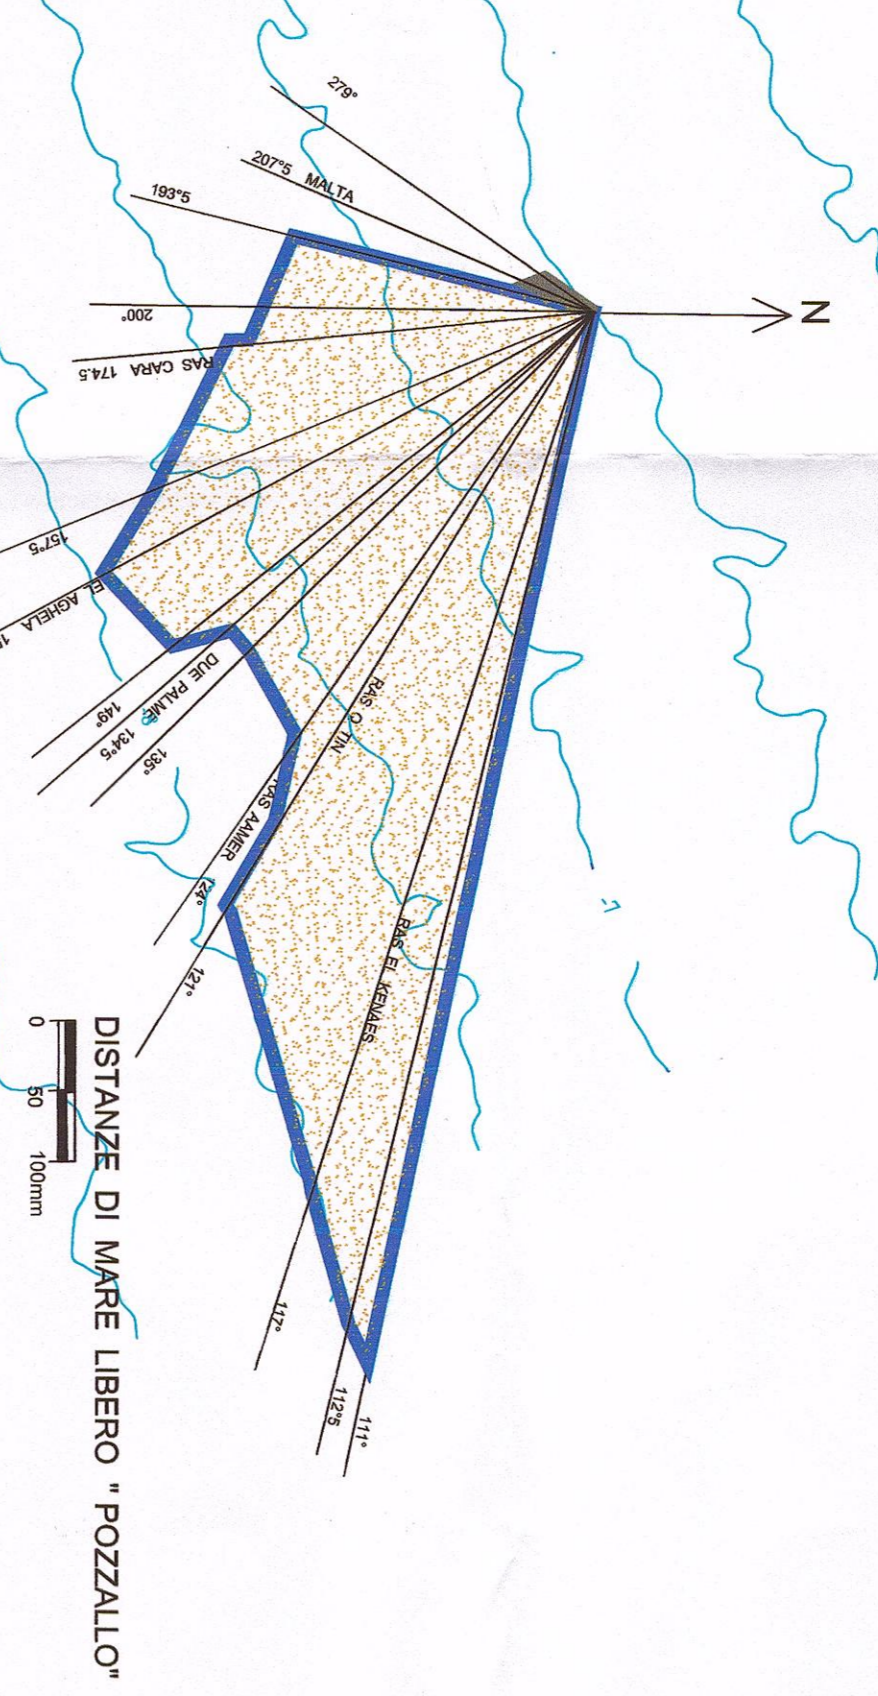 N
279°
207°5 MALTA
193°5
200°
RAS CARA 174.5
157°5
EL AGHELA
149°
DUE PALME 134°5
135°
RAS Q TIN
RAS AAMER
124°
121°
RAS EL KENAES
117°
112°5
111°
0 50 100mm
DISTANZE DI MARE LIBERO " POZZALLO"